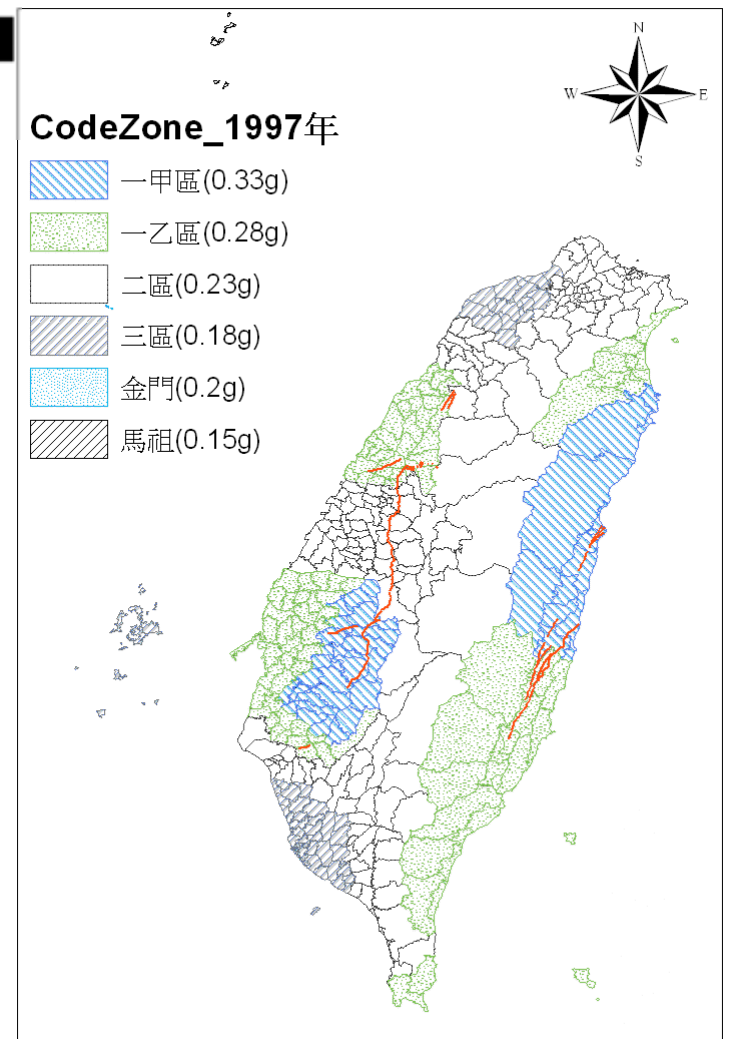 N
W E
S
CodeZone_1997年
一甲區(0.33g)
一乙區(0.28g)
二區(0.23g)
三區(0.18g)
金門(0.2g)
馬祖(0.15g)